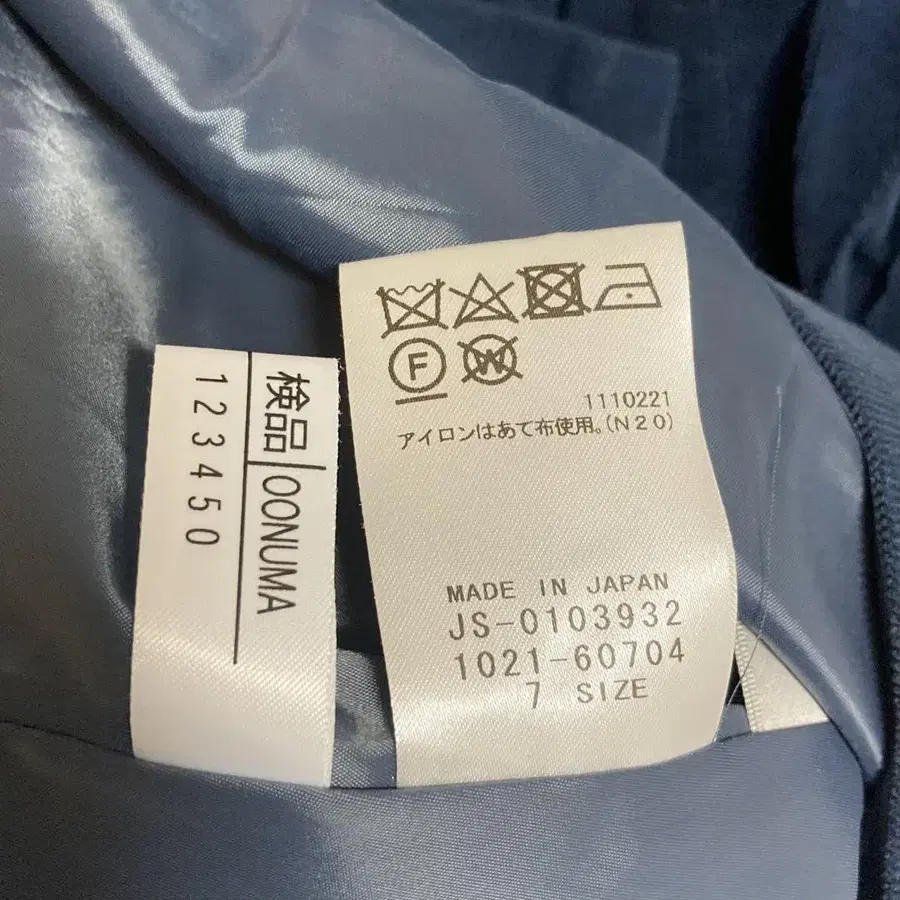 検品 OONUMA
123450
F
W
1110221
アイロンはあて布使用。(N20)
MADE IN JAPAN
JS-0103932
1021-60704
7 SIZE